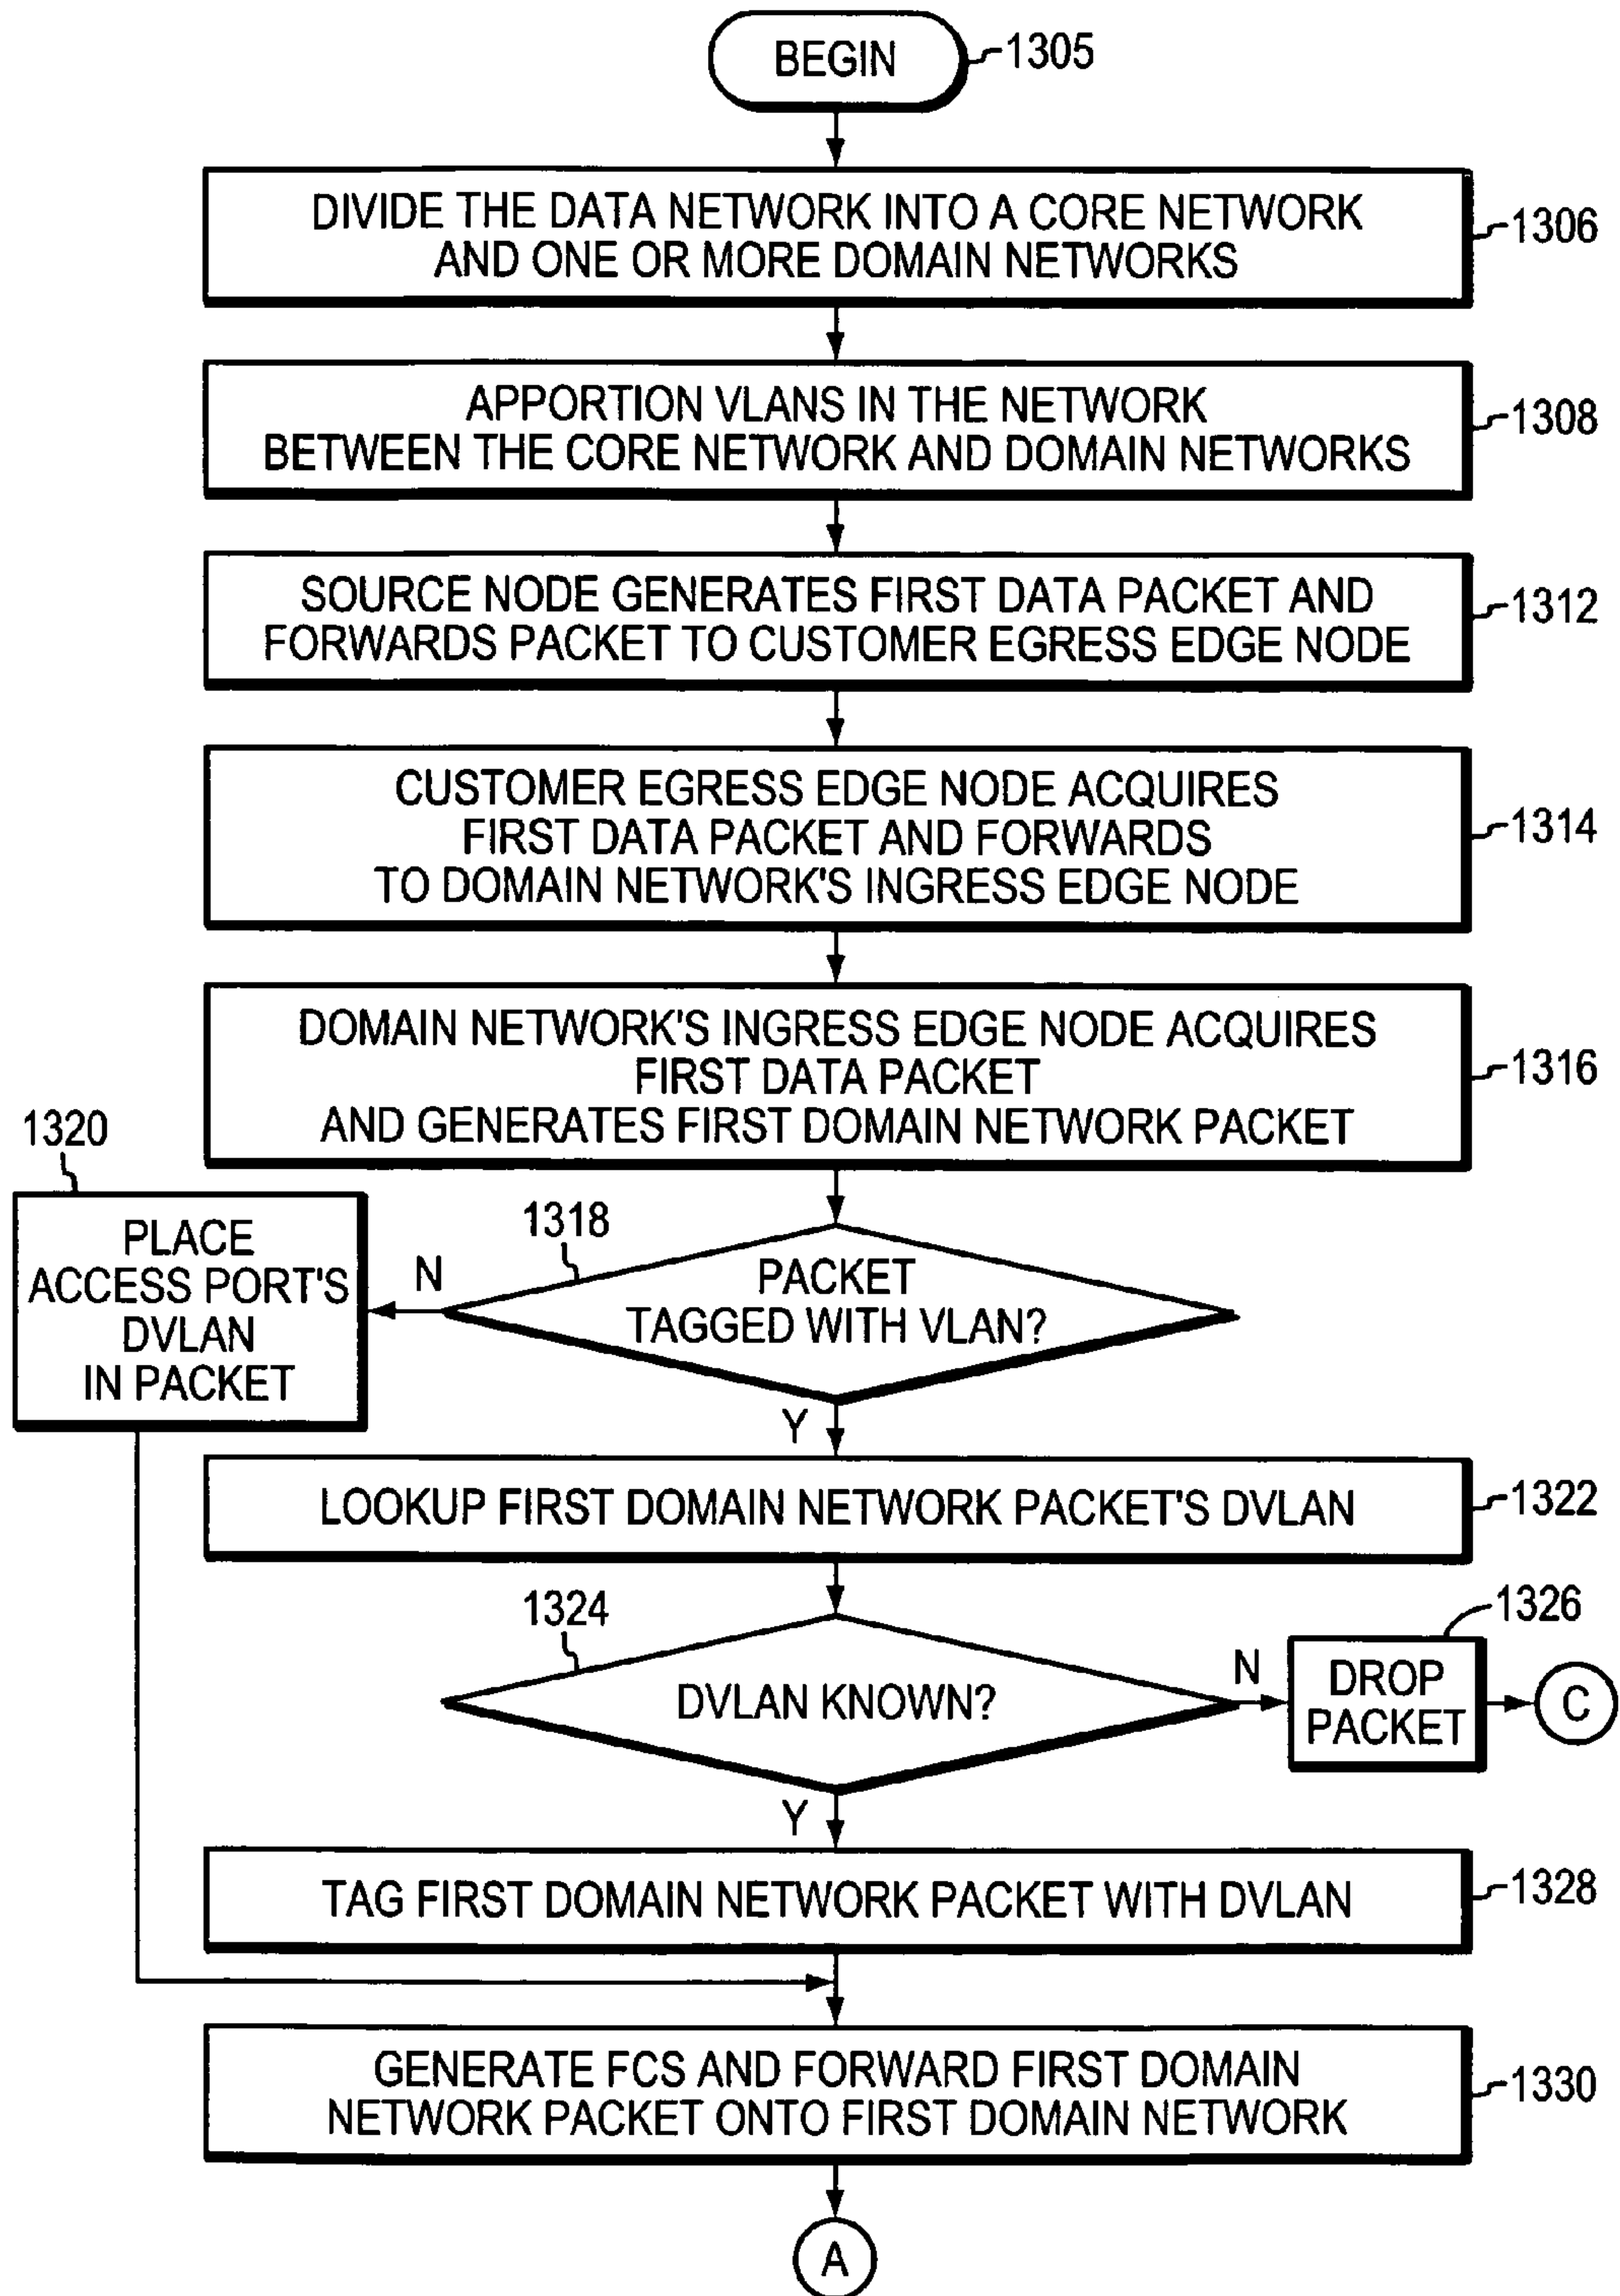 BEGIN
1305
DIVIDE THE DATA NETWORK INTO A CORE NETWORK
AND ONE OR MORE DOMAIN NETWORKS
1306
APPORTION VLANS IN THE NETWORK
BETWEEN THE CORE NETWORK AND DOMAIN NETWORKS
1308
SOURCE NODE GENERATES FIRST DATA PACKET AND
FORWARDS PACKET TO CUSTOMER EGRESS EDGE NODE
1312
CUSTOMER EGRESS EDGE NODE ACQUIRES
FIRST DATA PACKET AND FORWARDS
TO DOMAIN NETWORK'S INGRESS EDGE NODE
1314
DOMAIN NETWORK'S INGRESS EDGE NODE ACQUIRES
FIRST DATA PACKET
AND GENERATES FIRST DOMAIN NETWORK PACKET
1316
1320
PLACE
ACCESS PORT'S
DVLAN
IN PACKET
N
1318
PACKET
TAGGED WITH VLAN?
Y
LOOKUP FIRST DOMAIN NETWORK PACKET'S DVLAN
1322
1324
DVLAN KNOWN?
N
1326
DROP
PACKET
C
Y
TAG FIRST DOMAIN NETWORK PACKET WITH DVLAN
1328
GENERATE FCS AND FORWARD FIRST DOMAIN
NETWORK PACKET ONTO FIRST DOMAIN NETWORK
1330
A